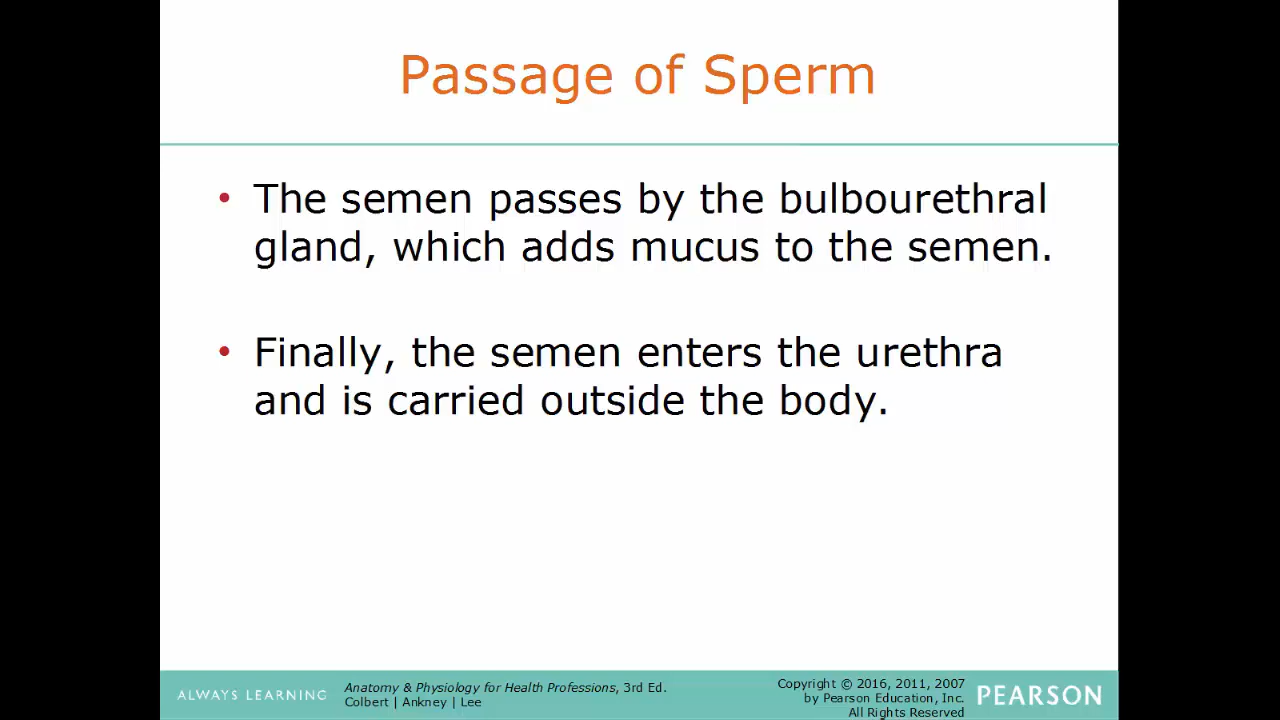 Passage of Sperm
• The semen passes by the bulbourethral
gland, which adds mucus to the semen.
• Finally, the semen enters the urethra
and is carried outside the body.
ALWAYS LEARNING
Anatomy & Physiology for Health Professions, 3rd Ed.
Colbert | Ankney | Lee
Copyright © 2016, 2011, 2007
by Pearson Education, Inc.
All Rights Reserved
PEARSON